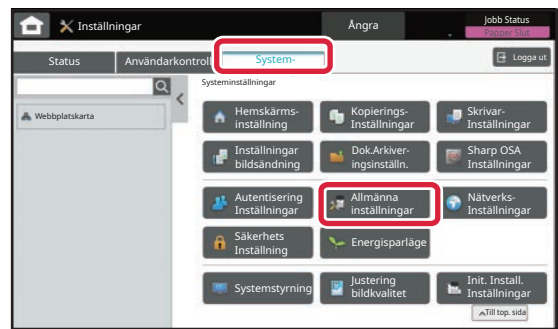 Inställningar
Ångra
Jobb Status
Papper Slut
Status
Användarkontroll
System-
Logga ut
Systeminställningar
Webbplatskarta
Hemskärms-
inställning
Kopierings-
Inställningar
Skrivar-
Inställningar
Inställningar
bildsändning
Dok.Arkiver-
ingsinställn.
Sharp OSA
Inställningar
Autentisering
Inställningar
Allmänna
inställningar
Nätverks-
Inställningar
Säkerhets
Inställning
Energisparläge
Systemstyrning
Justering
bildkvalitet
Init. Install.
Inställningar
Till top. sida